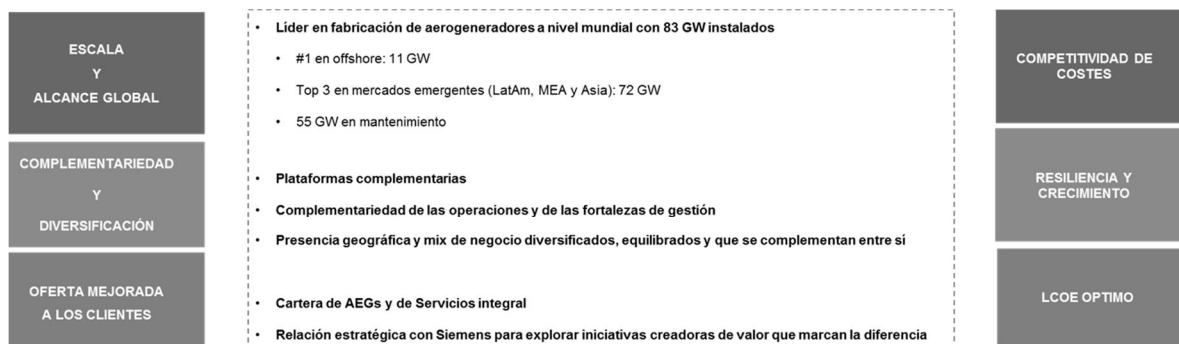 ESCALA
Y
ALCANCE GLOBAL
• Líder en fabricación de aerogeneradores a nivel mundial con 83 GW instalados
• #1 en offshore: 11 GW
• Top 3 en mercados emergentes (LatAm, MEA y Asia): 72 GW
• 55 GW en mantenimiento
COMPETITIVIDAD DE
COSTES
COMPLEMENTARIEDAD
Y
DIVERSIFICACIÓN
• Plataformas complementarias
• Complementariedad de las operaciones y de las fortalezas de gestión
• Presencia geográfica y mix de negocio diversificados, equilibrados y que se complementan entre sí
RESILIENCIA Y
CRECIMIENTO
OFERTA MEJORADA
A LOS CLIENTES
• Cartera de AEGs y de Servicios integral
• Relación estratégica con Siemens para explorar iniciativas creadoras de valor que marcan la diferencia
LCOE OPTIMO